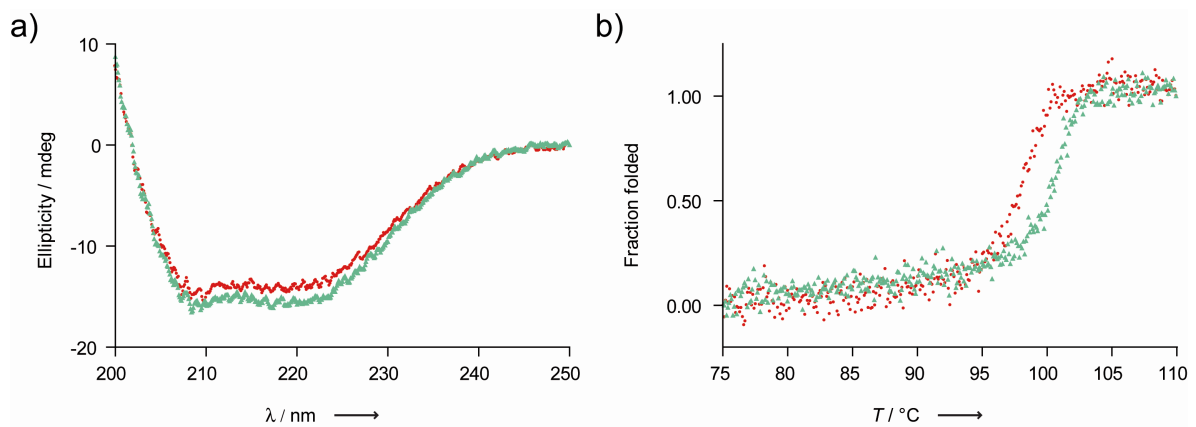 a)
10
0
-10
-20
Ellipticity / mdeg
200 210 220 230 240 250
λ / nm
b)
1.00
0.50
0.00
Fraction folded
75 80 85 90 95 100 105 110
T / °C